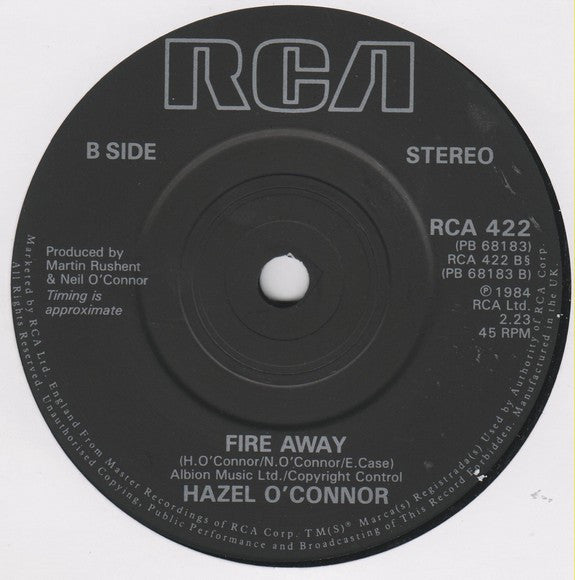 RCA
B SIDE
STEREO
RCA 422
(PB 68183)
RCA 422 B§
(PB 68183 B)
Ⓟ 1984
RCA Ltd.
2.23
45 RPM
Produced by
Martin Rushent
& Neil O'Connor
Timing is
approximate
FIRE AWAY
(H.O'Connor/N.O'Connor/E.Case)
Albion Music Ltd./Copyright Control
HAZEL O'CONNOR
Marketed by RCA Ltd. England From Master Recordings of RCA Corp. TM(S)® Marca(s) Registrada(s) Used by Authority of RCA Corp.
All Rights Reserved. Unauthorised Copying, Public Performance and Broadcasting of This Record Forbidden. Manufactured in the UK.